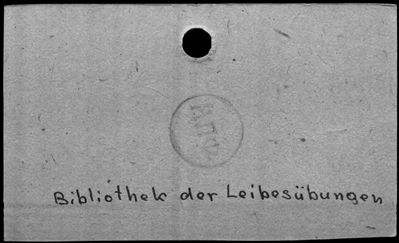 Bibliothek der Leibesübungen